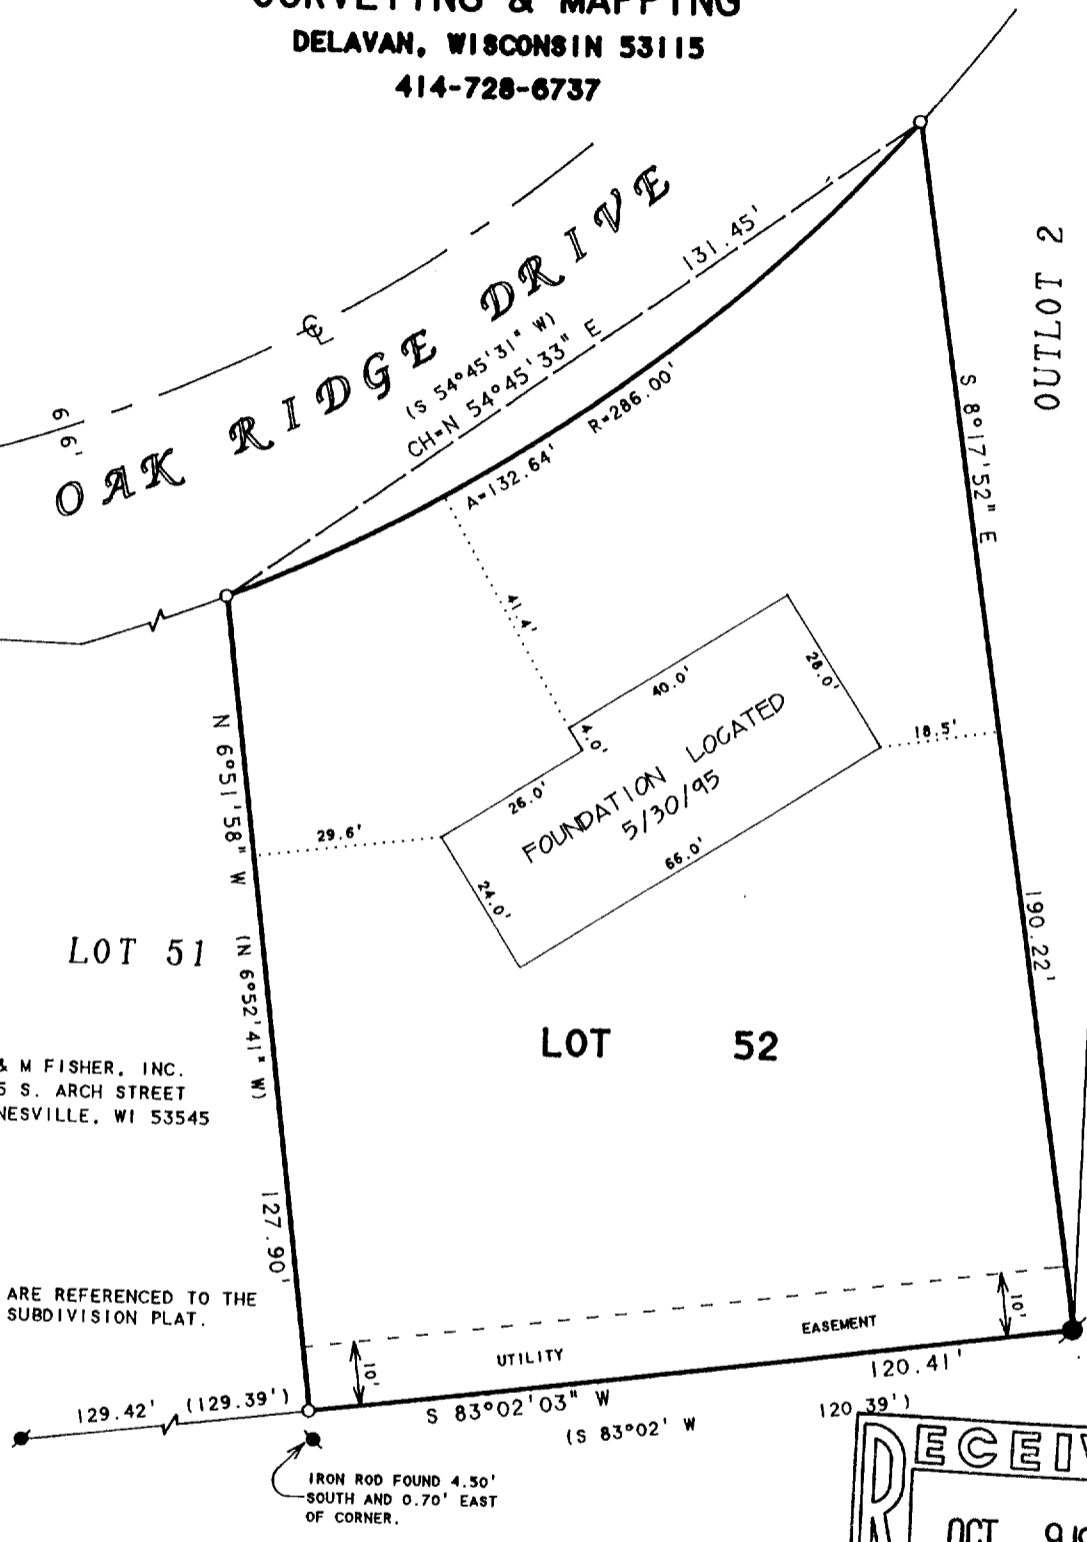 SURVEYING & MAPPING
DELAVAN, WISCONSIN 53115
414-728-6737
OAK RIDGE DRIVE
66'
131.45'
(S 54°45'31" W)
CH=N 54°45'33" E
A=132.64'
R=286.00'
OUTLOT 2
S 8°17'52" E
190.22'
41.4'
40.0'
28.0'
4.0'
26.0'
18.5'
FOUNDATION LOCATED
5/30/95
66.0'
24.0'
29.6'
N 6°51'58" W
(N 6°52'41" W)
127.90'
LOT 51
LOT 52
& M FISHER, INC.
5 S. ARCH STREET
NESVILLE, WI 53545
ARE REFERENCED TO THE
SUBDIVISION PLAT.
10'
UTILITY EASEMENT
10'
120.41'
S 83°02'03" W
(S 83°02' W
120.39')
129.42' (129.39')
IRON ROD FOUND 4.50'
SOUTH AND 0.70' EAST
OF CORNER.
RECEIV
OCT